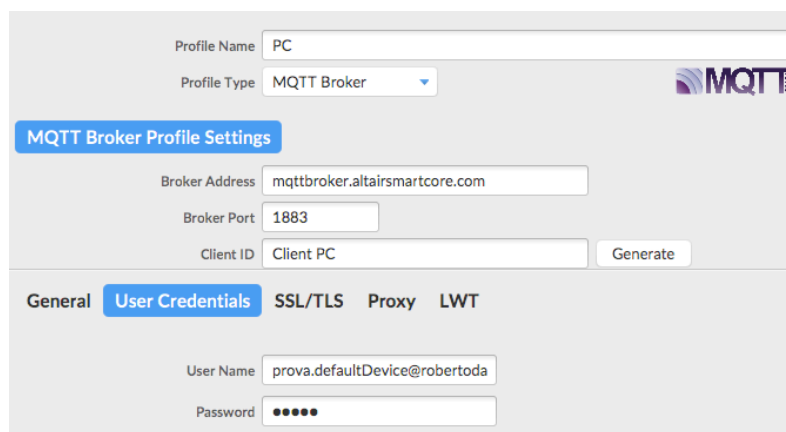 Profile Name PC
Profile Type MQTT Broker
MQTT
MQTT Broker Profile Settings
Broker Address mqttbroker.altairsmartcore.com
Broker Port 1883
Client ID Client PC Generate
General User Credentials SSL/TLS Proxy LWT
User Name prova.defaultDevice@robertoda
Password •••••